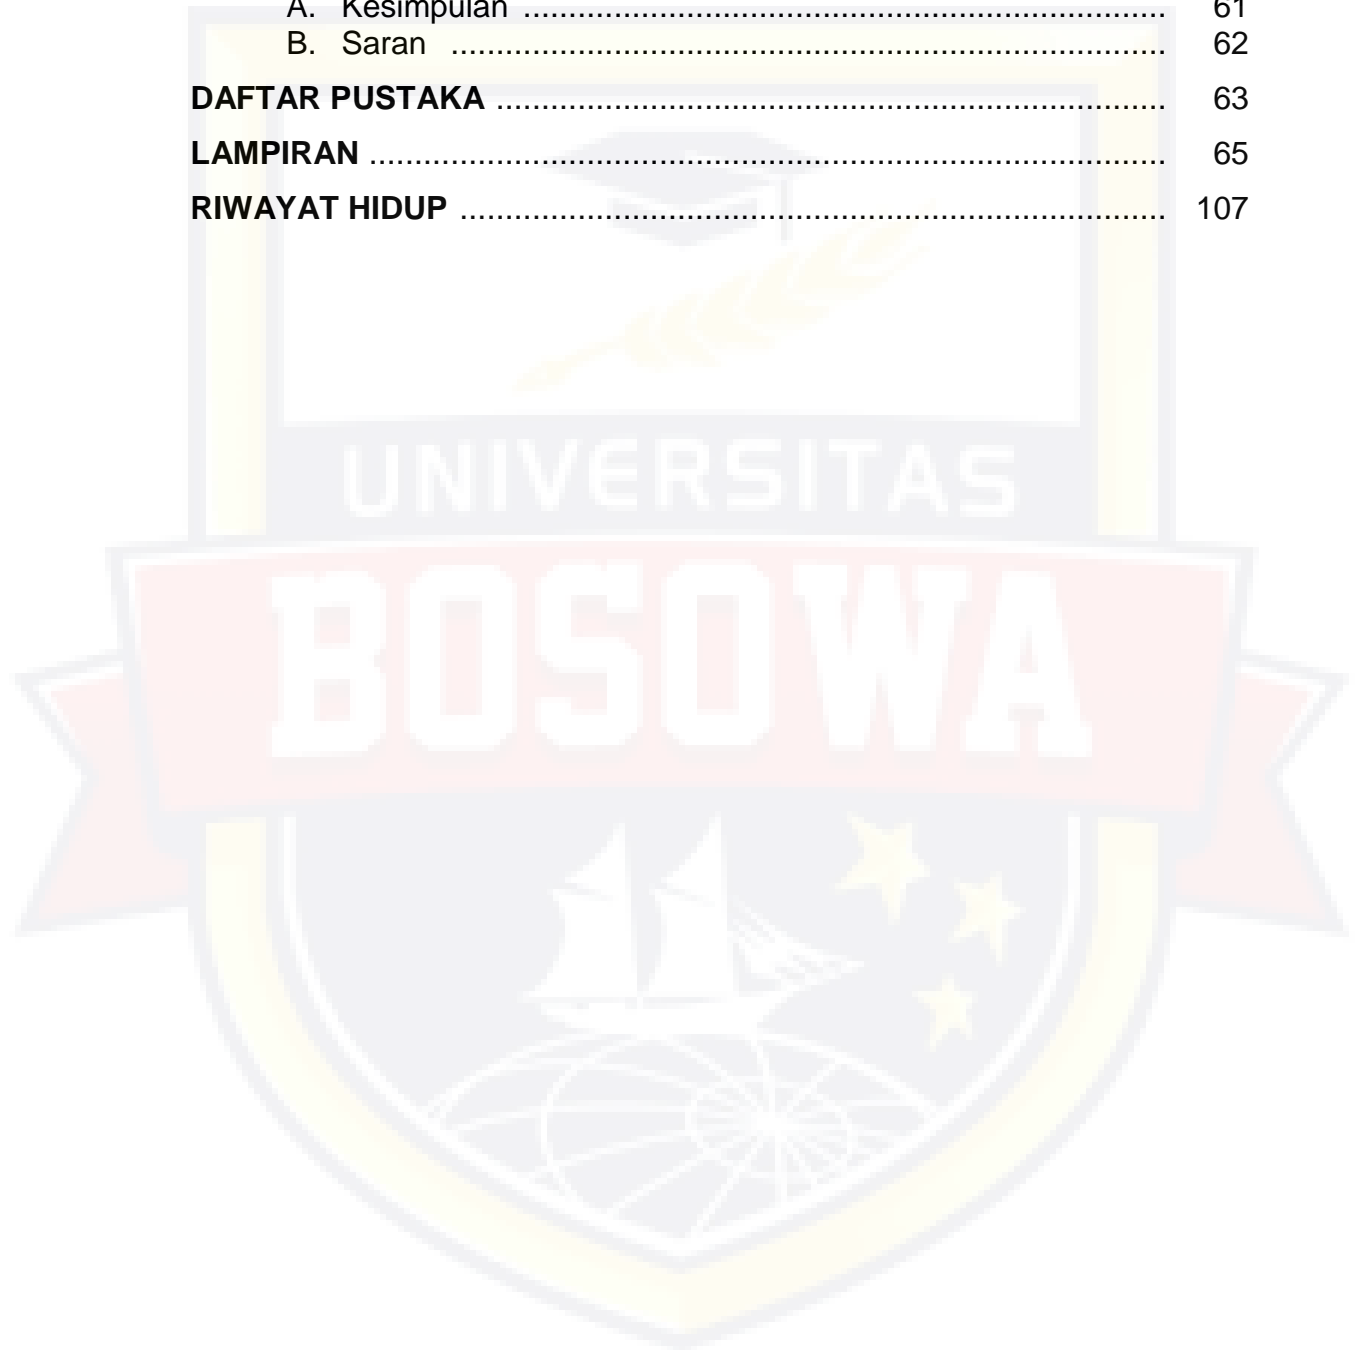 A. Kesimpulan ........................................................................ 61
B. Saran ................................................................................ 62
DAFTAR PUSTAKA ........................................................................... 63
LAMPIRAN ....................................................................................... 65
RIWAYAT HIDUP ............................................................................... 107
UNIVERSITAS
BOSOWA